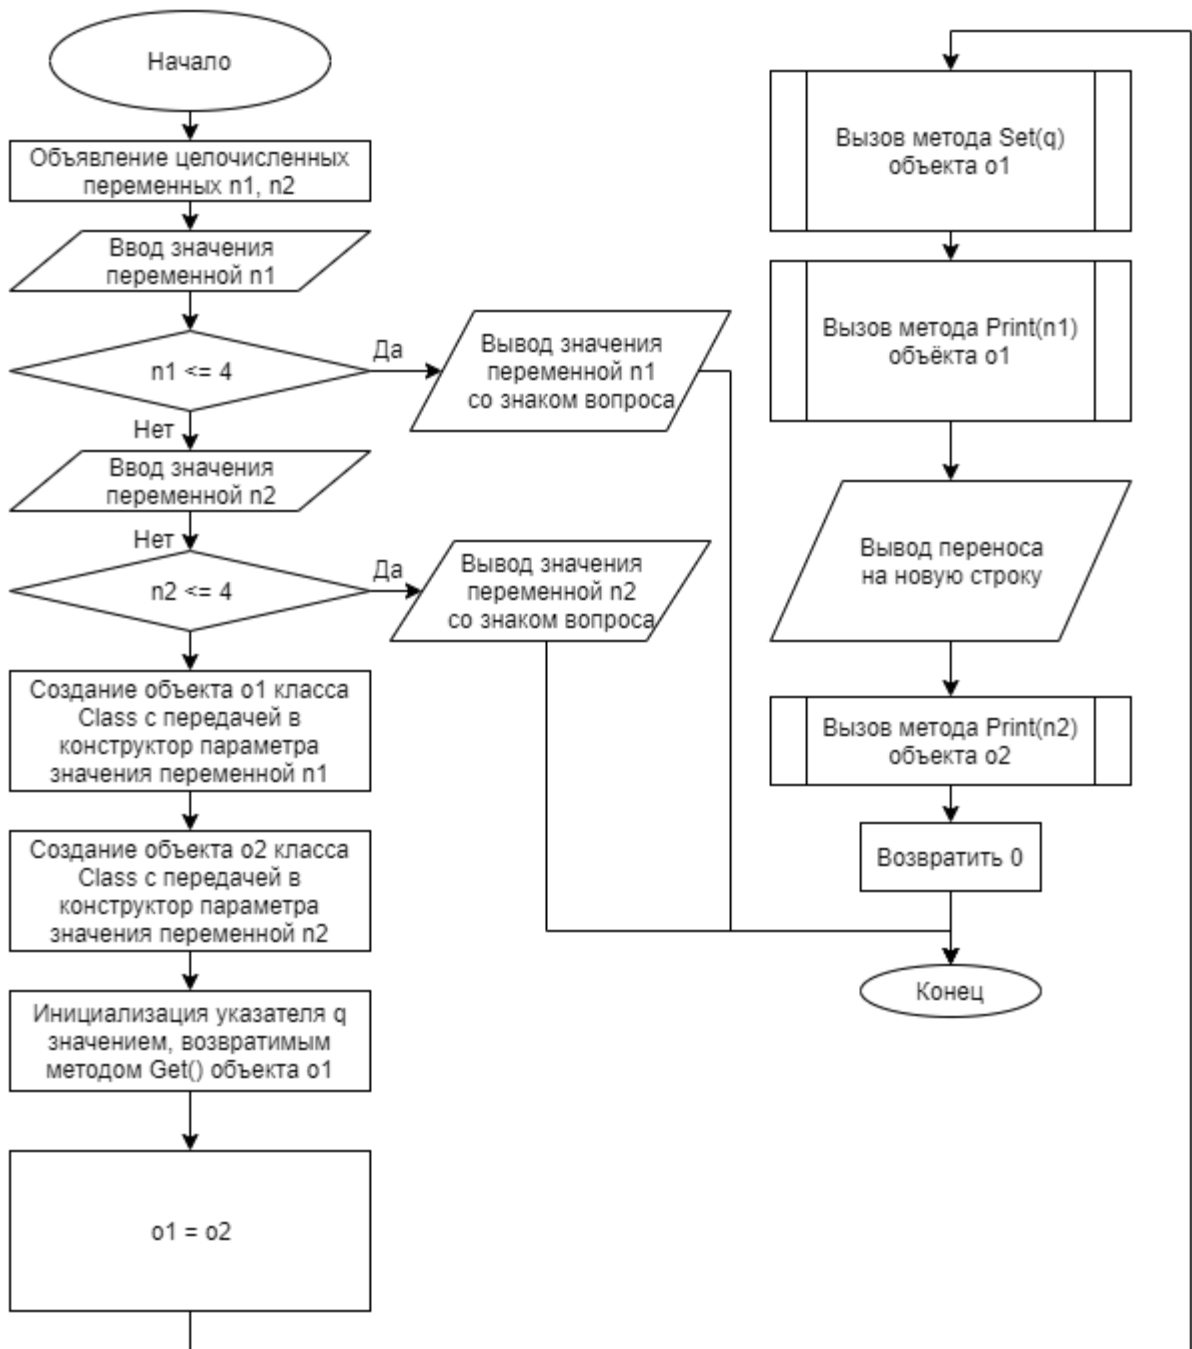 Начало
Объявление целочисленных
переменных n1, n2
Ввод значения
переменной n1
n1 <= 4
Да
Вывод значения
переменной n1
со знаком вопроса
Нет
Ввод значения
переменной n2
Нет
n2 <= 4
Да
Вывод значения
переменной n2
со знаком вопроса
Создание объекта o1 класса
Class с передачей в
конструктор параметра
значения переменной n1
Создание объекта o2 класса
Class с передачей в
конструктор параметра
значения переменной n2
Инициализация указателя q
значением, возвратимым
методом Get() объекта o1
o1 = o2
Вызов метода Set(q)
объекта o1
Вызов метода Print(n1)
объёкта o1
Вывод переноса
на новую строку
Вызов метода Print(n2)
объекта o2
Возвратить 0
Конец